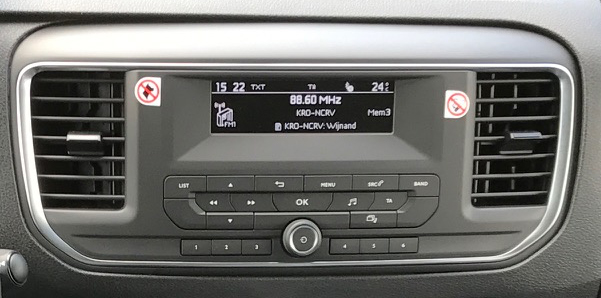 15 22 TXT TA 24°C
88.60 MHz
KRO-NCRV Mem3
FM1 KRO-NCRV: Wijnand
LIST MENU SRC BAND
OK TA
1 2 3 4 5 6